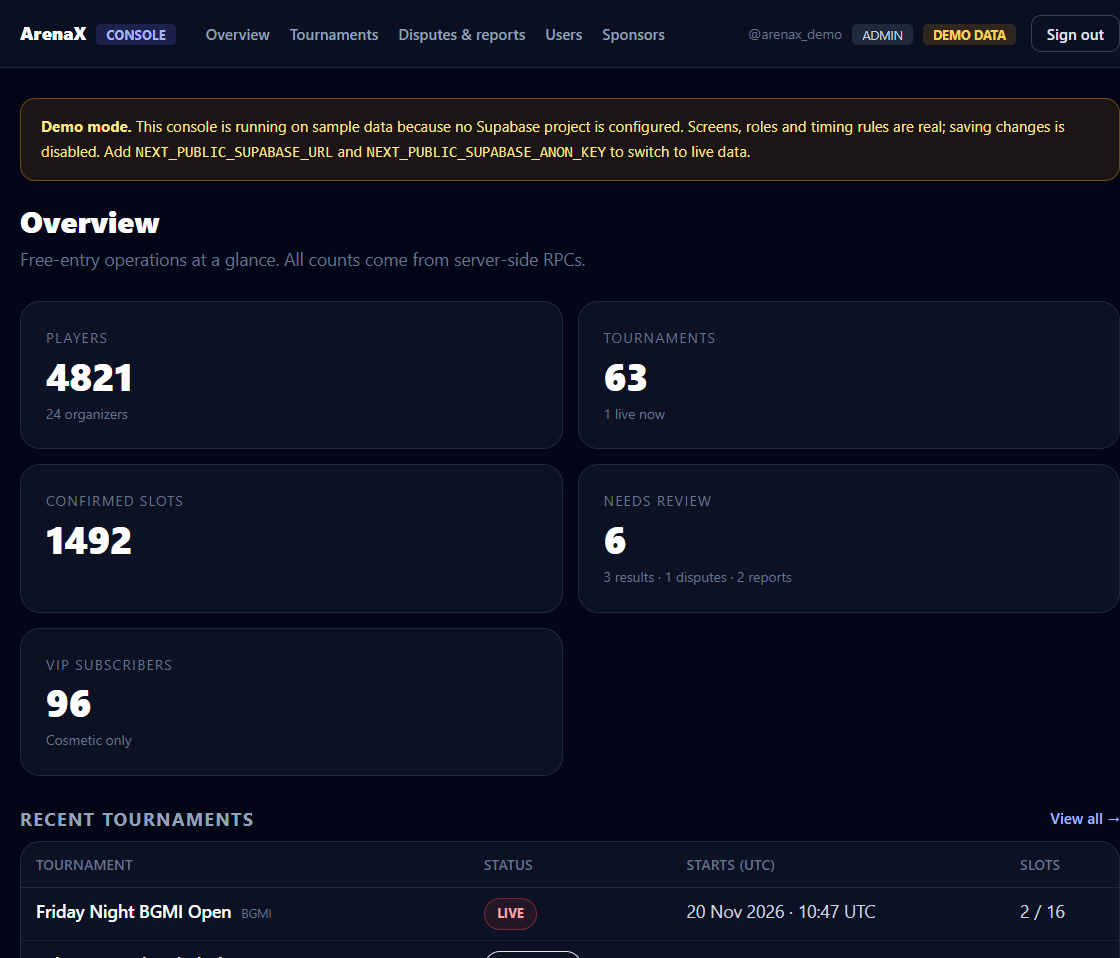 ArenaX CONSOLE Overview Tournaments Disputes & reports Users Sponsors @arenax_demo ADMIN DEMO DATA Sign out
Demo mode. This console is running on sample data because no Supabase project is configured. Screens, roles and timing rules are real; saving changes is
disabled. Add NEXT_PUBLIC_SUPABASE_URL and NEXT_PUBLIC_SUPABASE_ANON_KEY to switch to live data.
Overview
Free-entry operations at a glance. All counts come from server-side RPCs.
PLAYERS
4821
24 organizers
TOURNAMENTS
63
1 live now
CONFIRMED SLOTS
1492
NEEDS REVIEW
6
3 results · 1 disputes · 2 reports
VIP SUBSCRIBERS
96
Cosmetic only
RECENT TOURNAMENTS View all →
TOURNAMENT STATUS STARTS (UTC) SLOTS
Friday Night BGMI Open BGMI LIVE 20 Nov 2026 · 10:47 UTC 2 / 16